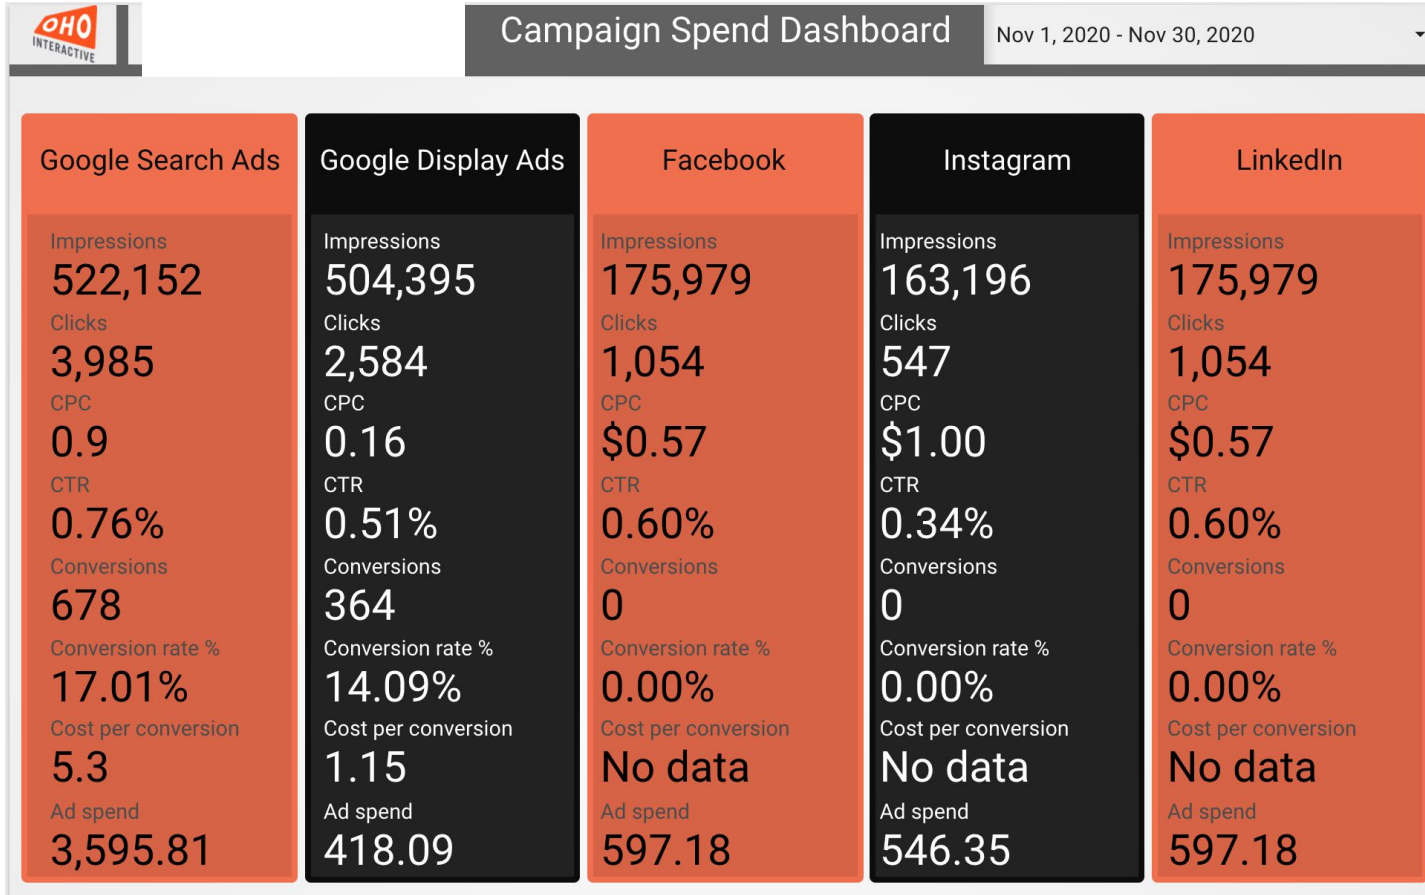 OHO
INTERACTIVE
Campaign Spend Dashboard
Nov 1, 2020 - Nov 30, 2020
Google Search Ads
Impressions
522,152
Clicks
3,985
CPC
0.9
CTR
0.76%
Conversions
678
Conversion rate %
17.01%
Cost per conversion
5.3
Ad spend
3,595.81
Google Display Ads
Impressions
504,395
Clicks
2,584
CPC
0.16
CTR
0.51%
Conversions
364
Conversion rate %
14.09%
Cost per conversion
1.15
Ad spend
418.09
Facebook
Impressions
175,979
Clicks
1,054
CPC
$0.57
CTR
0.60%
Conversions
0
Conversion rate %
0.00%
Cost per conversion
No data
Ad spend
597.18
Instagram
Impressions
163,196
Clicks
547
CPC
$1.00
CTR
0.34%
Conversions
0
Conversion rate %
0.00%
Cost per conversion
No data
Ad spend
546.35
LinkedIn
Impressions
175,979
Clicks
1,054
CPC
$0.57
CTR
0.60%
Conversions
0
Conversion rate %
0.00%
Cost per conversion
No data
Ad spend
597.18